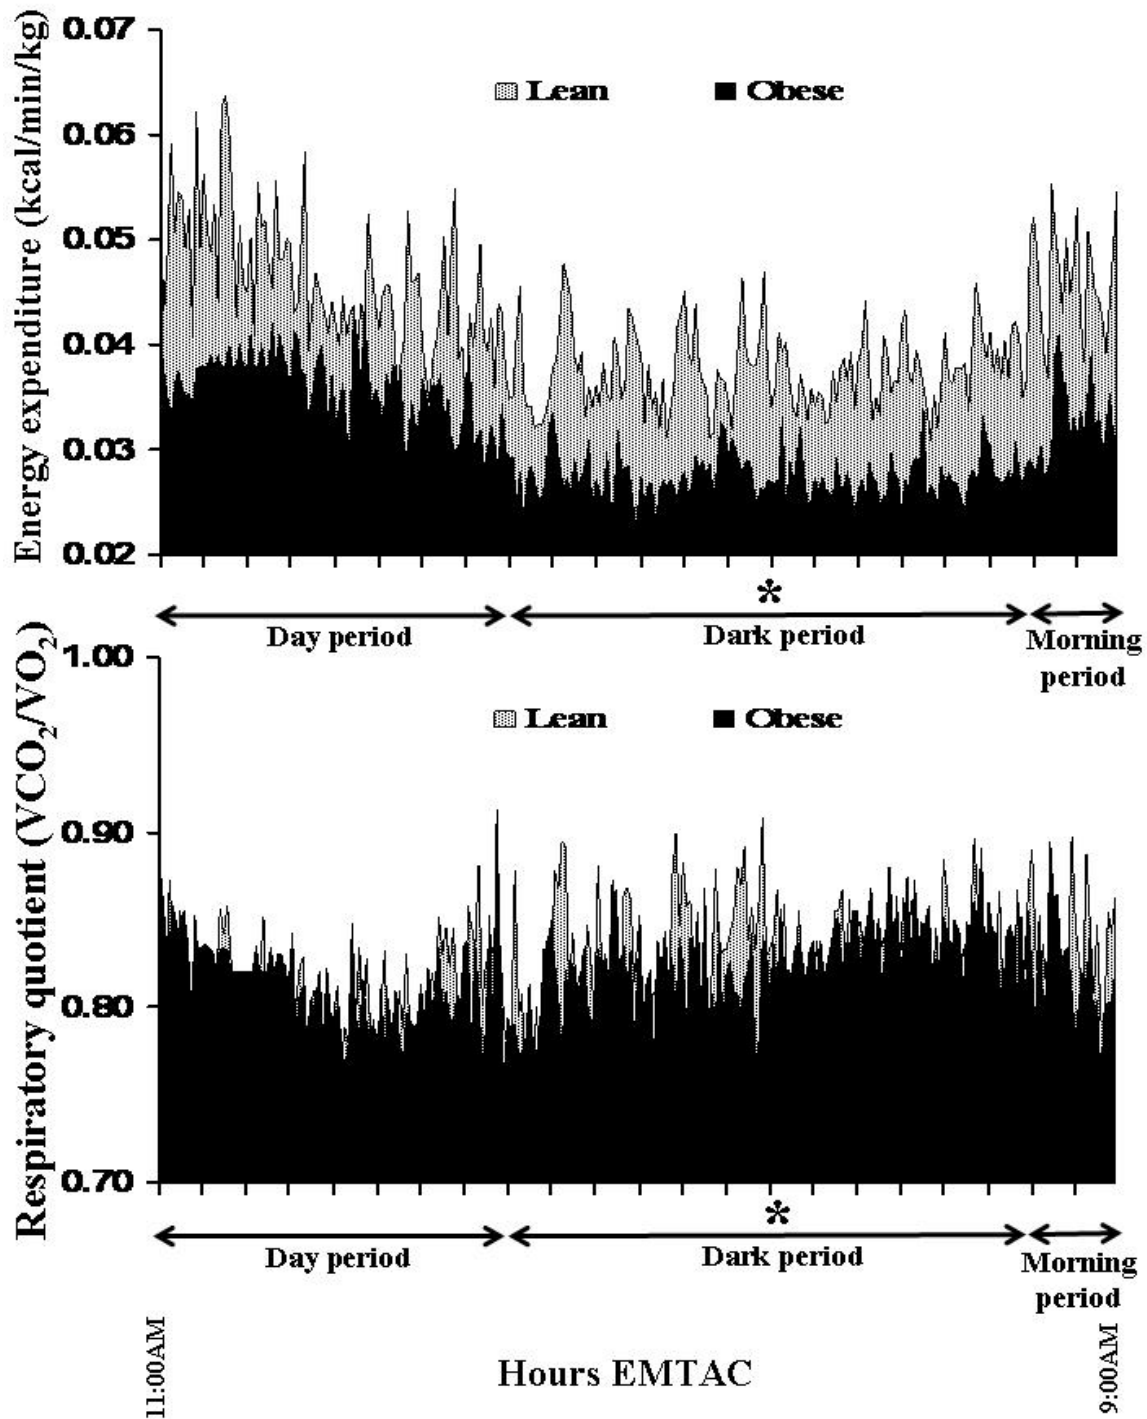 Energy expenditure (kcal/min/kg)
0.07
0.06
0.05
0.04
0.03
0.02
Lean Obese
*
Day period Dark period Morning
period
Respiratory quotient (VCO₂/VO₂)
1.00
0.90
0.80
0.70
Lean Obese
*
Day period Dark period Morning
period
11:00AM
Hours EMTAC
9:00AM